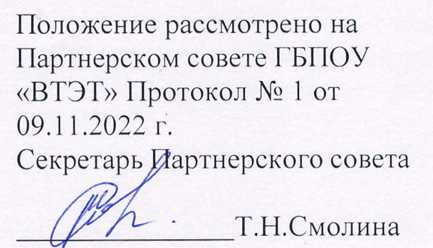 Положение рассмотрено на
Партнерском совете ГБПОУ
«ВТЭТ» Протокол № 1 от
09.11.2022 г.
Секретарь Партнерского совета
Т.Н.Смолина